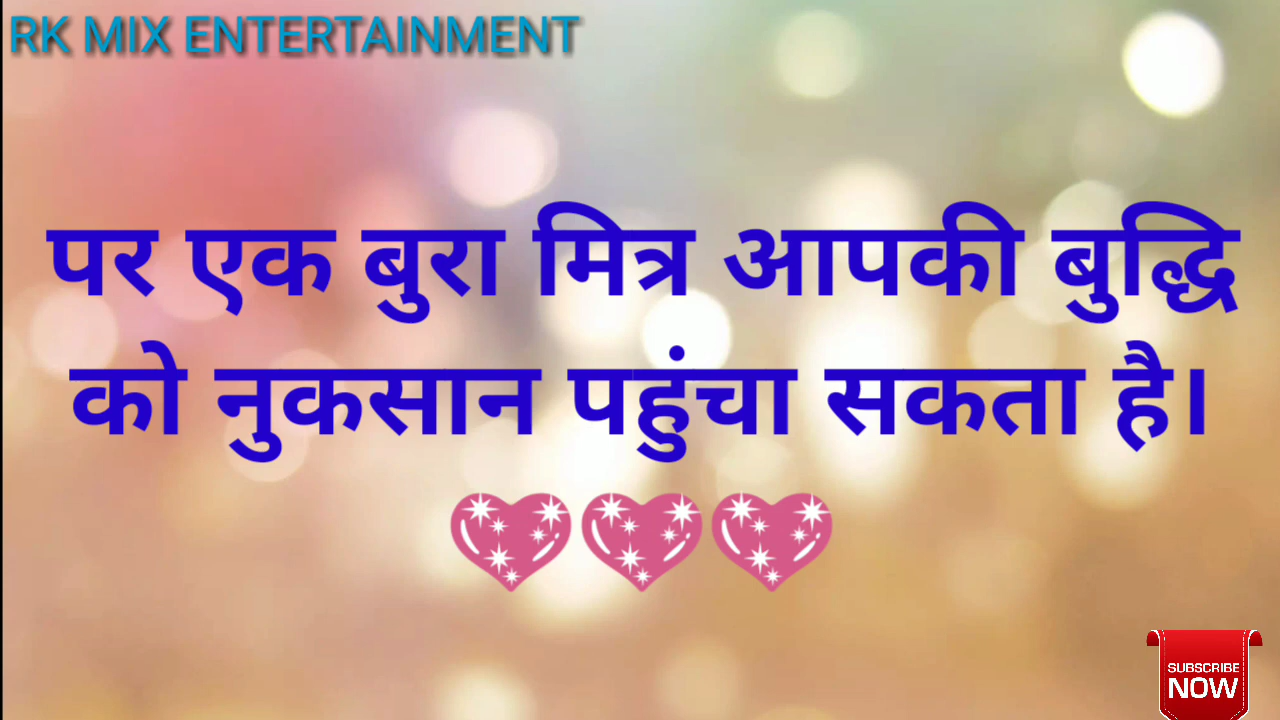 RK MIX ENTERTAINMENT
पर एक बुरा मित्र आपकी बुद्धि
को नुकसान पहुंचा सकता है।
💖💖💖
SUBSCRIBE
NOW